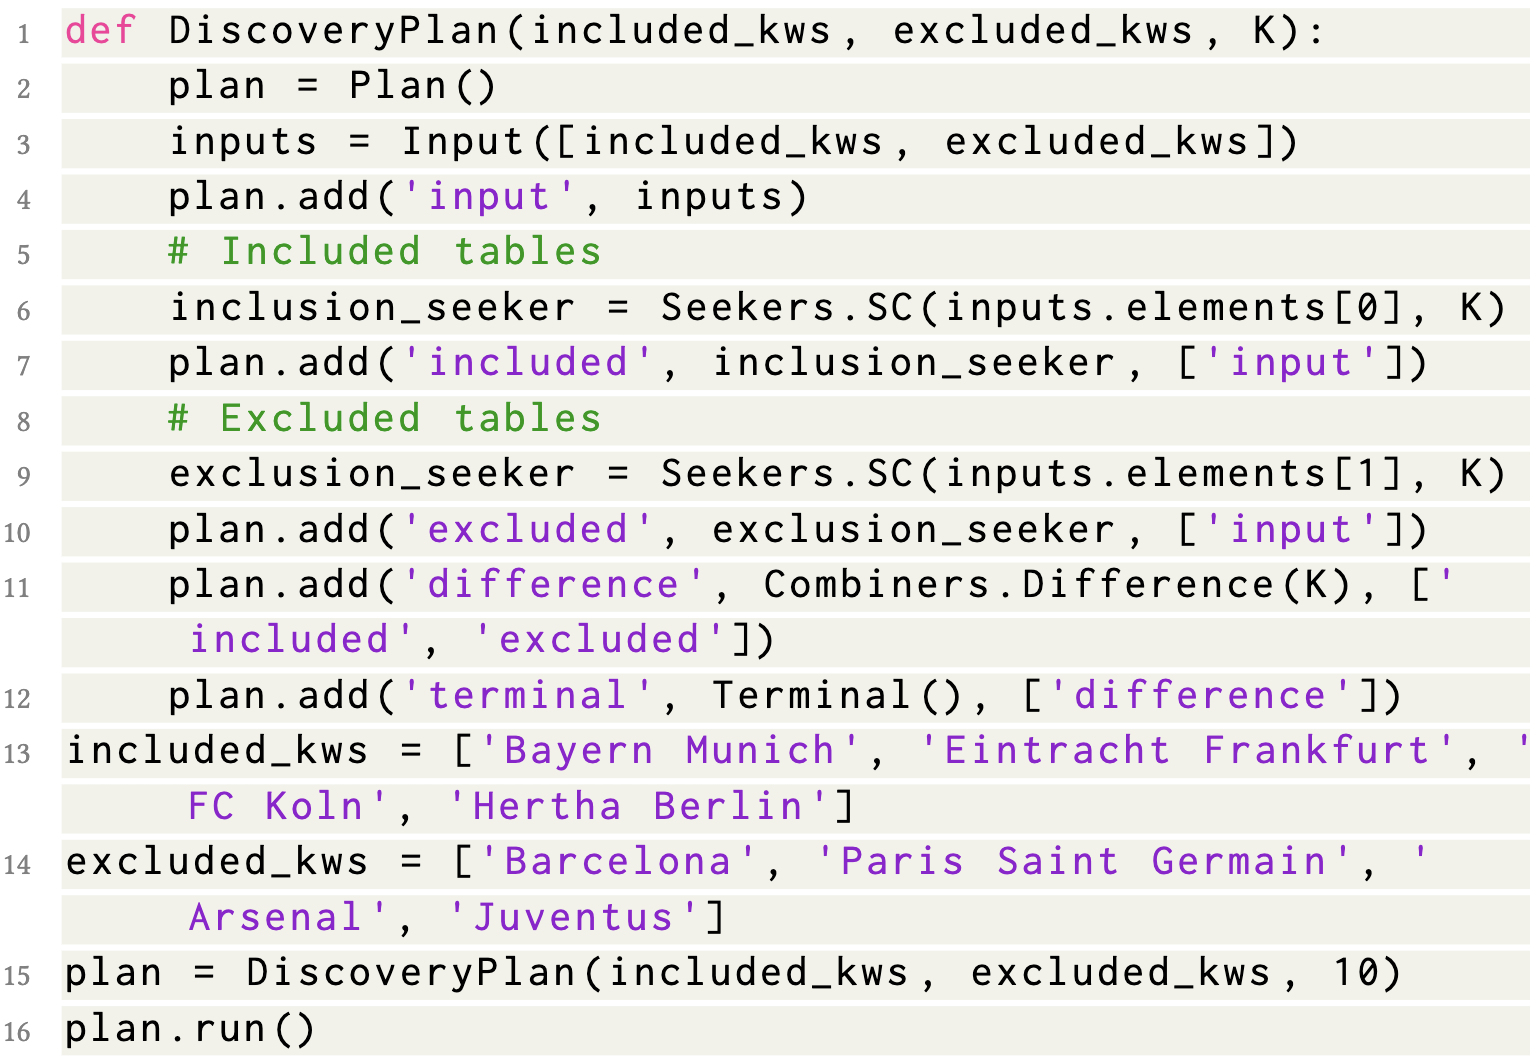 1 def DiscoveryPlan(included_kws, excluded_kws, K):
2     plan = Plan()
3     inputs = Input([included_kws, excluded_kws])
4     plan.add('input', inputs)
5     # Included tables
6     inclusion_seeker = Seekers.SC(inputs.elements[0], K)
7     plan.add('included', inclusion_seeker, ['input'])
8     # Excluded tables
9     exclusion_seeker = Seekers.SC(inputs.elements[1], K)
10     plan.add('excluded', exclusion_seeker, ['input'])
11     plan.add('difference', Combiners.Difference(K), ['
included', 'excluded'])
12     plan.add('terminal', Terminal(), ['difference'])
13 included_kws = ['Bayern Munich', 'Eintracht Frankfurt', '
FC Koln', 'Hertha Berlin']
14 excluded_kws = ['Barcelona', 'Paris Saint Germain', '
Arsenal', 'Juventus']
15 plan = DiscoveryPlan(included_kws, excluded_kws, 10)
16 plan.run()